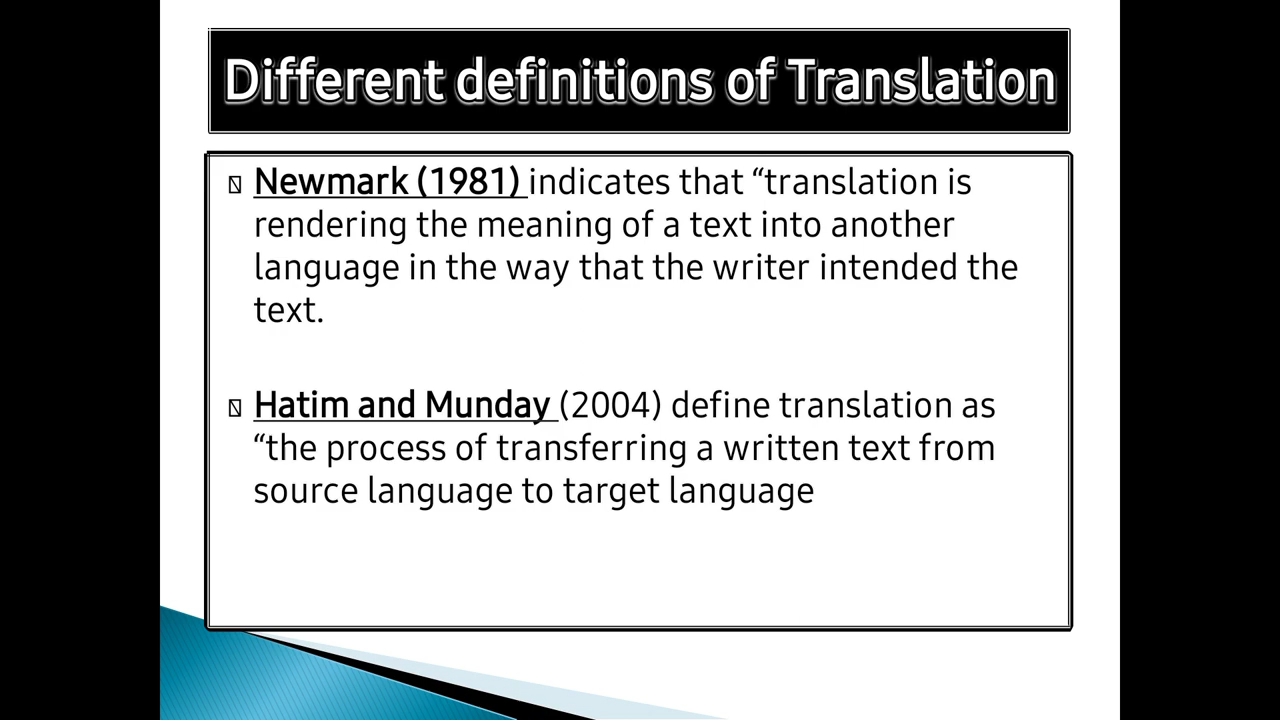 Different definitions of Translation
Newmark (1981) indicates that “translation is
rendering the meaning of a text into another
language in the way that the writer intended the
text.
Hatim and Munday (2004) define translation as
“the process of transferring a written text from
source language to target language